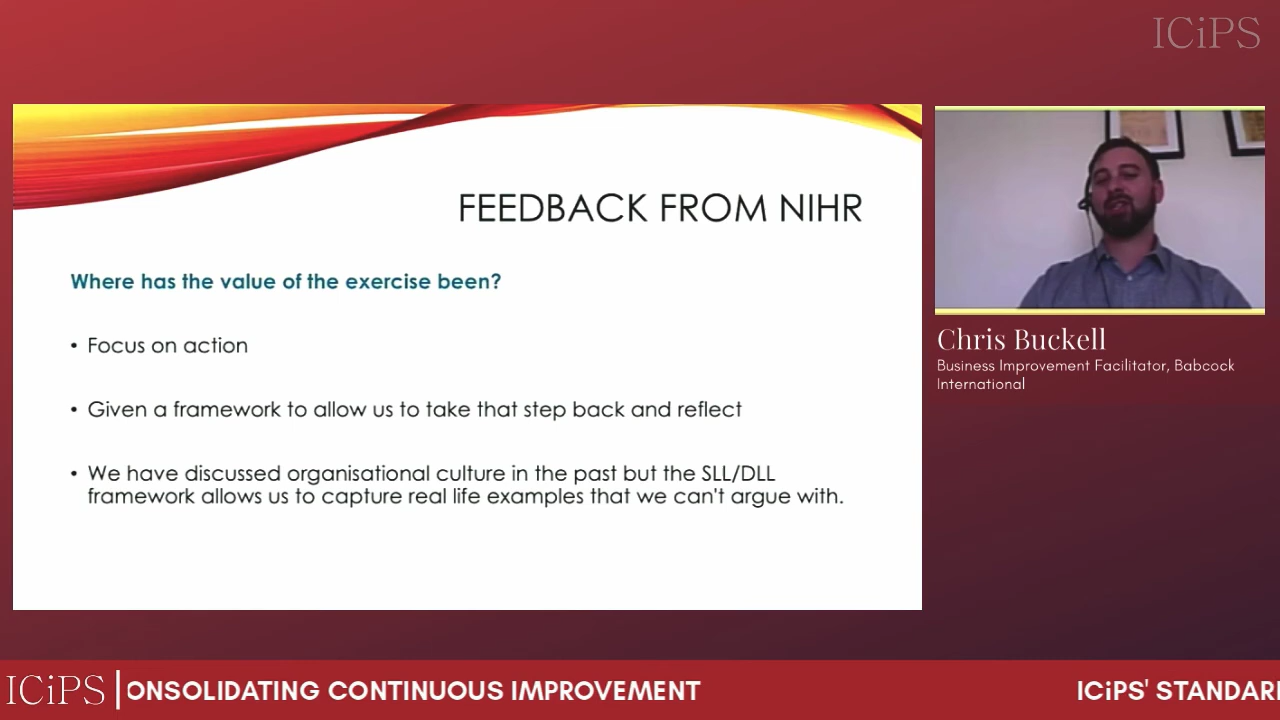 ICiPS
FEEDBACK FROM NIHR
Where has the value of the exercise been?
• Focus on action
• Given a framework to allow us to take that step back and reflect
• We have discussed organisational culture in the past but the SLL/DLL
framework allows us to capture real life examples that we can't argue with.
Chris Buckell
Business Improvement Facilitator, Babcock
International
ICiPS ONSOLIDATING CONTINUOUS IMPROVEMENT ICiPS' STANDAR